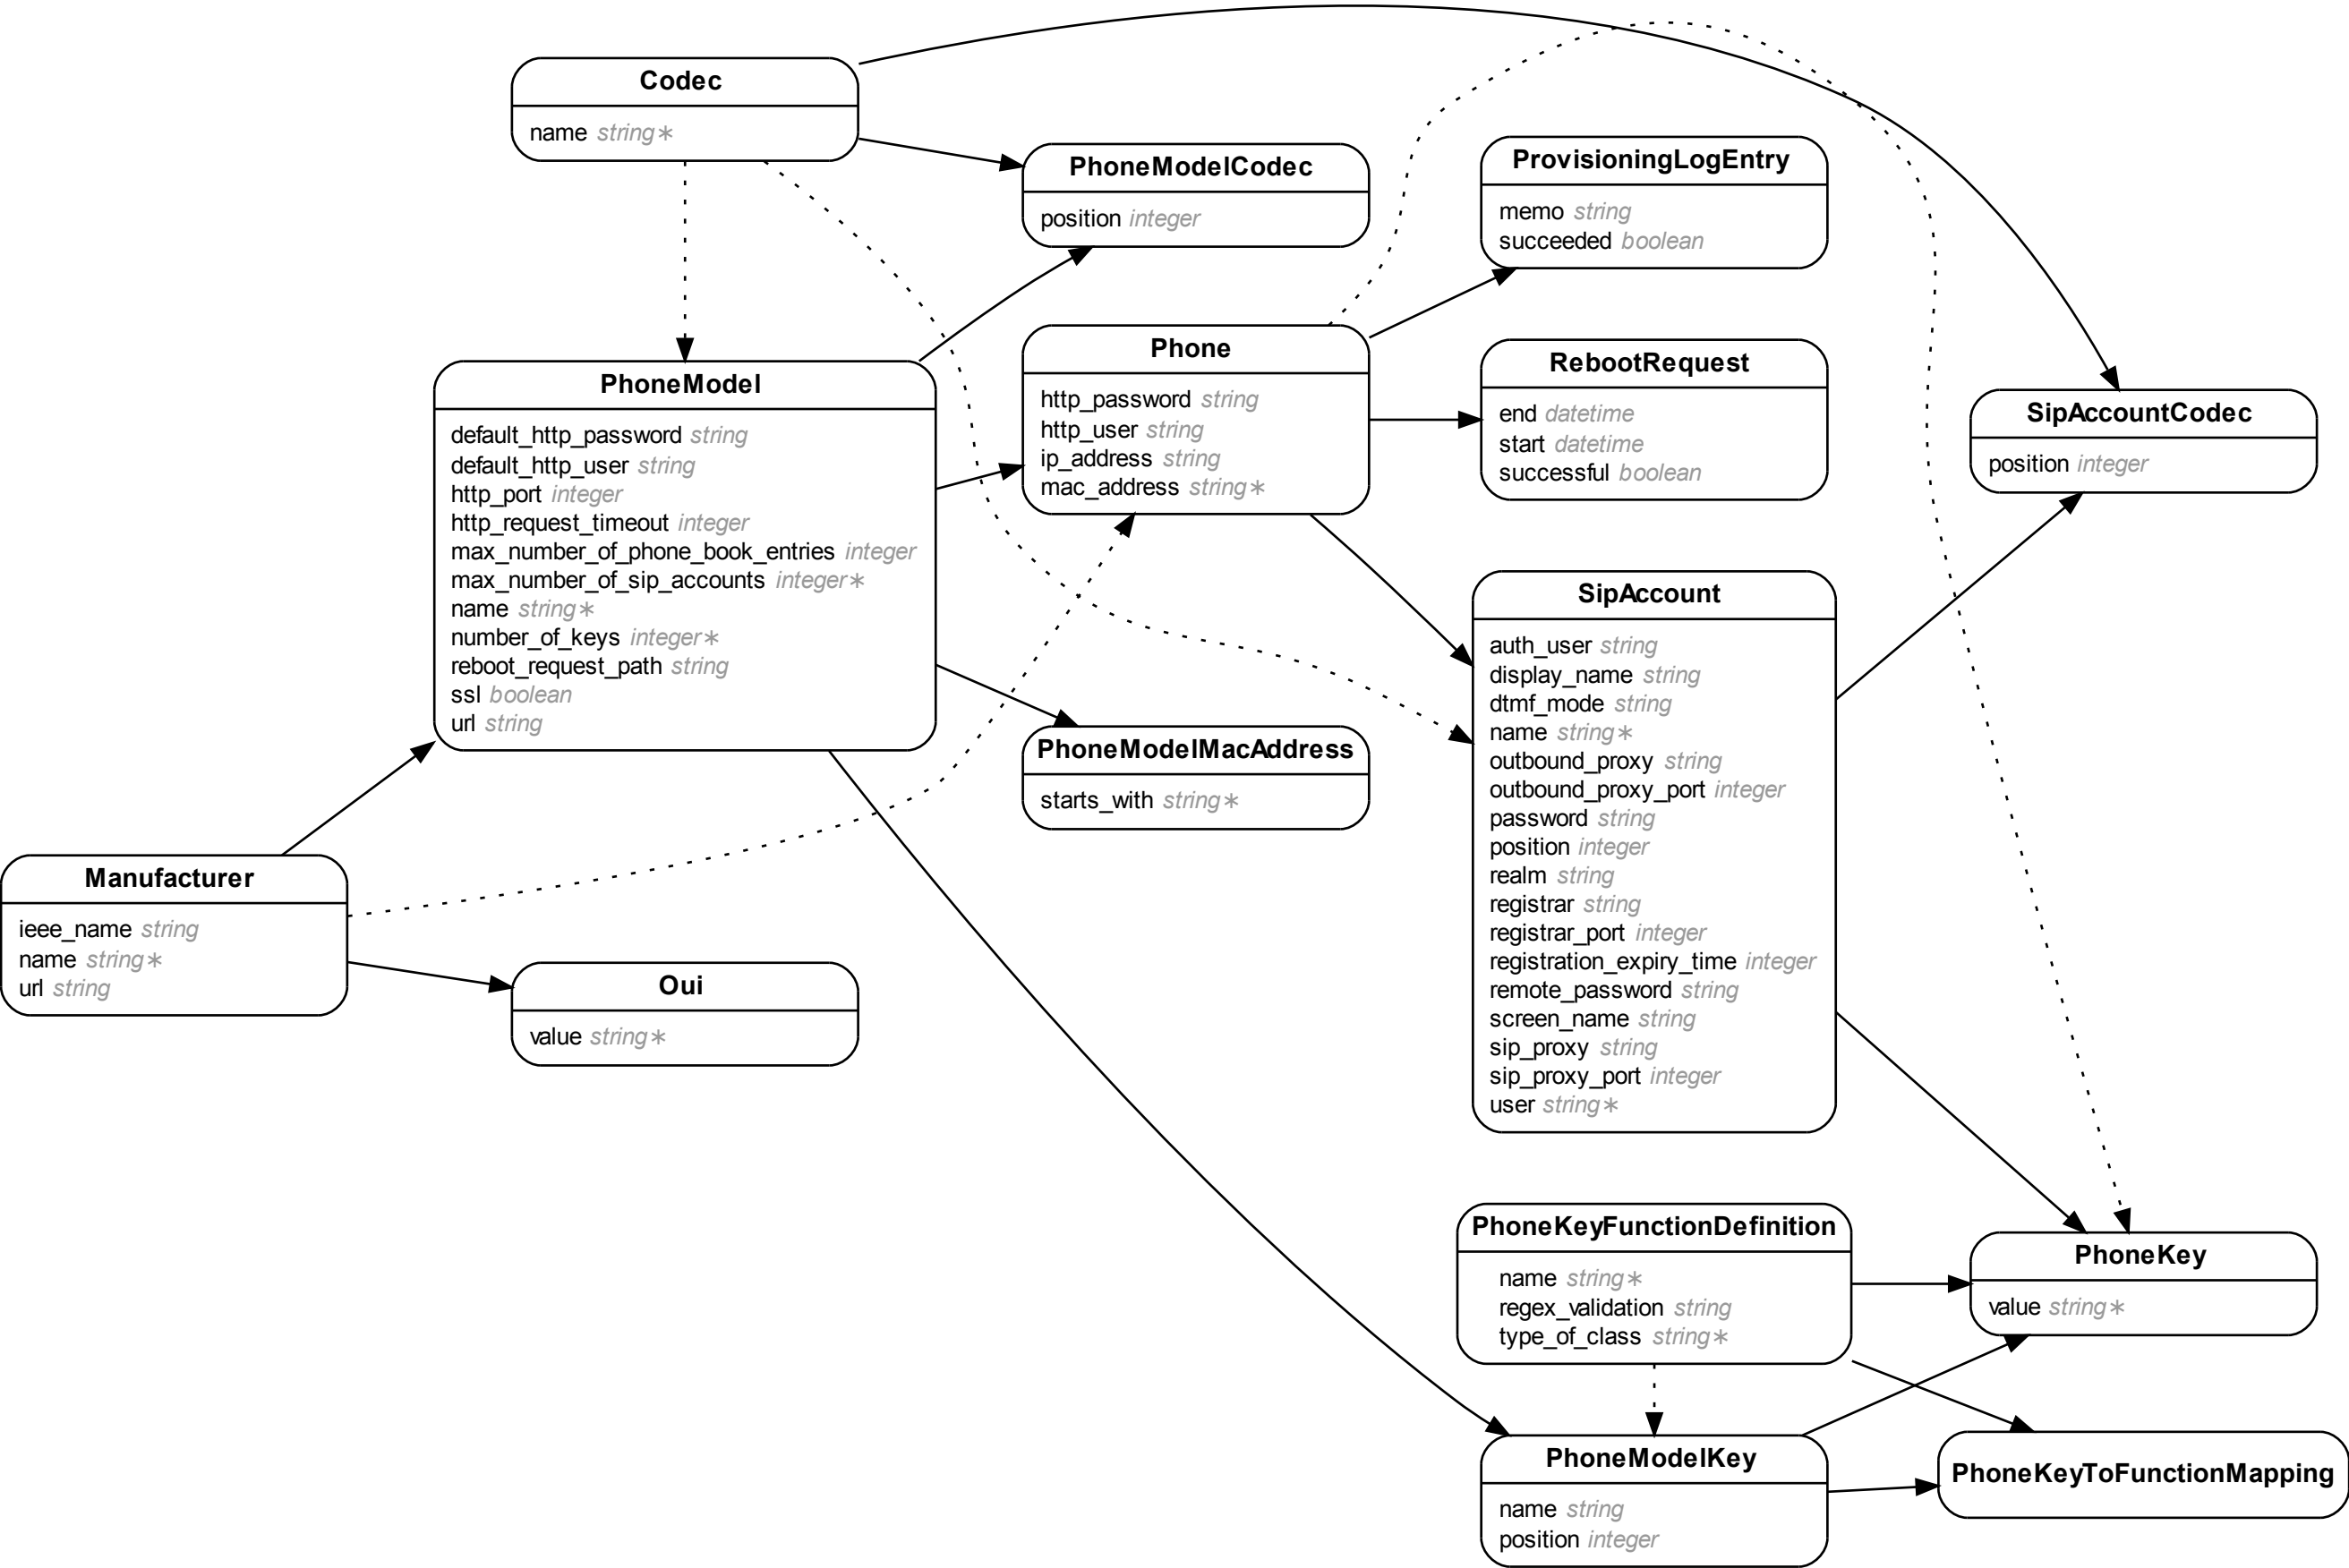 Codec
name string*
PhoneModelCodec
position integer
ProvisioningLogEntry
memo string
succeeded boolean
Phone
http_password string
http_user string
ip_address string
mac_address string*
RebootRequest
end datetime
start datetime
successful boolean
PhoneModel
default_http_password string
default_http_user string
http_port integer
http_request_timeout integer
max_number_of_phone_book_entries integer
max_number_of_sip_accounts integer*
name string*
number_of_keys integer*
reboot_request_path string
ssl boolean
url string
SipAccountCodec
position integer
SipAccount
auth_user string
display_name string
dtmf_mode string
name string*
outbound_proxy string
outbound_proxy_port integer
password string
position integer
realm string
registrar string
registrar_port integer
registration_expiry_time integer
remote_password string
screen_name string
sip_proxy string
sip_proxy_port integer
user string*
PhoneModelMacAddress
starts_with string*
Manufacturer
ieee_name string
name string*
url string
Oui
value string*
PhoneKeyFunctionDefinition
name string*
regex_validation string
type_of_class string*
PhoneKey
value string*
PhoneModelKey
name string
position integer
PhoneKeyToFunctionMapping